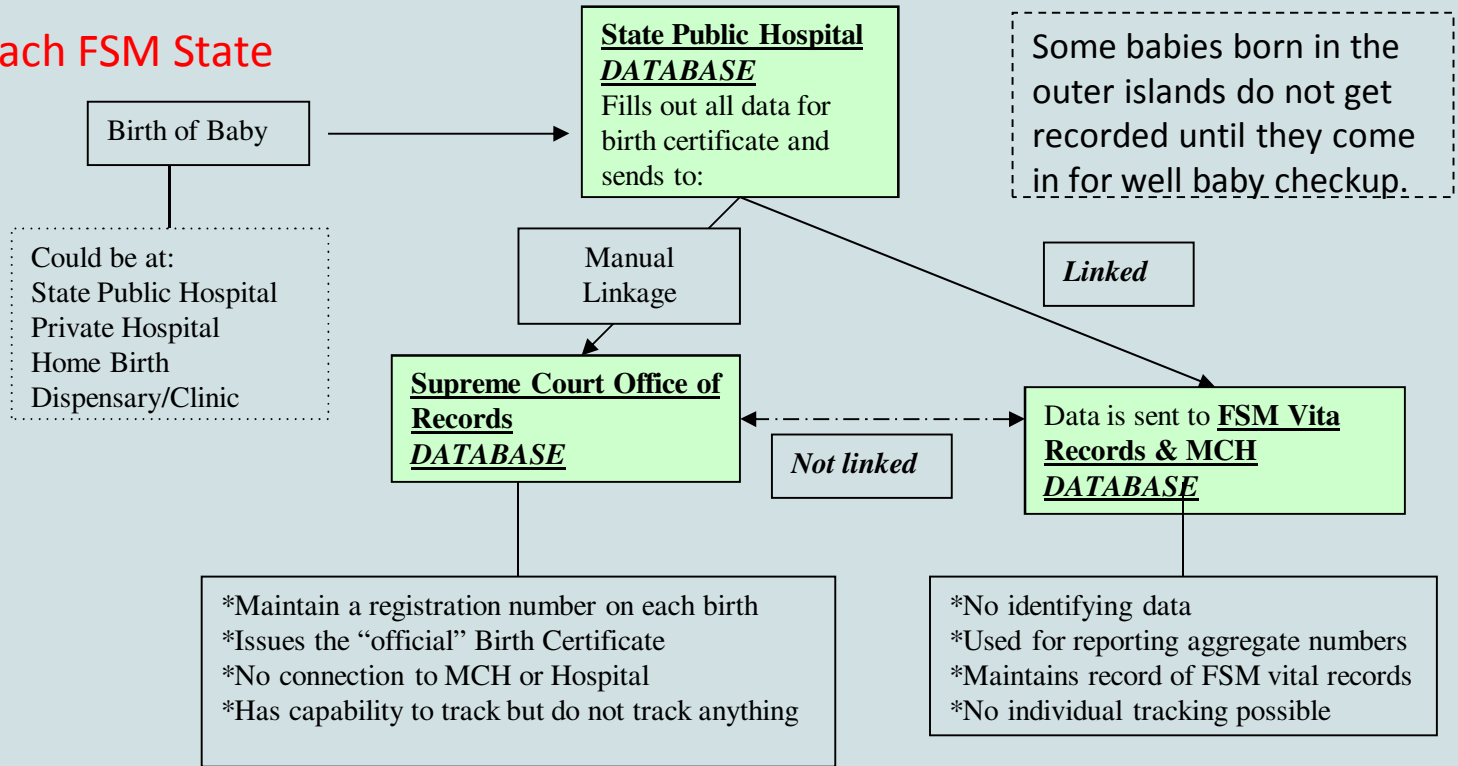 ach FSM State
Birth of Baby
State Public Hospital
DATABASE
Fills out all data for
birth certificate and
sends to:
Some babies born in the
outer islands do not get
recorded until they come
in for well baby checkup.
Could be at:
State Public Hospital
Private Hospital
Home Birth
Dispensary/Clinic
Manual
Linkage
Linked
Supreme Court Office of
Records
DATABASE
Not linked
Data is sent to FSM Vita
Records & MCH
DATABASE
*Maintain a registration number on each birth
*Issues the “official” Birth Certificate
*No connection to MCH or Hospital
*Has capability to track but do not track anything
*No identifying data
*Used for reporting aggregate numbers
*Maintains record of FSM vital records
*No individual tracking possible